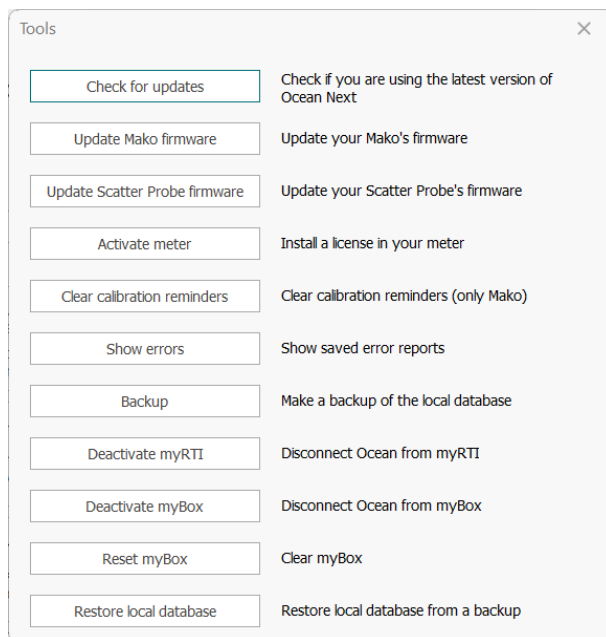 Tools
Check for updates
Check if you are using the latest version of
Ocean Next
Update Mako firmware
Update your Mako's firmware
Update Scatter Probe firmware
Update your Scatter Probe's firmware
Activate meter
Install a license in your meter
Clear calibration reminders
Clear calibration reminders (only Mako)
Show errors
Show saved error reports
Backup
Make a backup of the local database
Deactivate myRTI
Disconnect Ocean from myRTI
Deactivate myBox
Disconnect Ocean from myBox
Reset myBox
Clear myBox
Restore local database
Restore local database from a backup